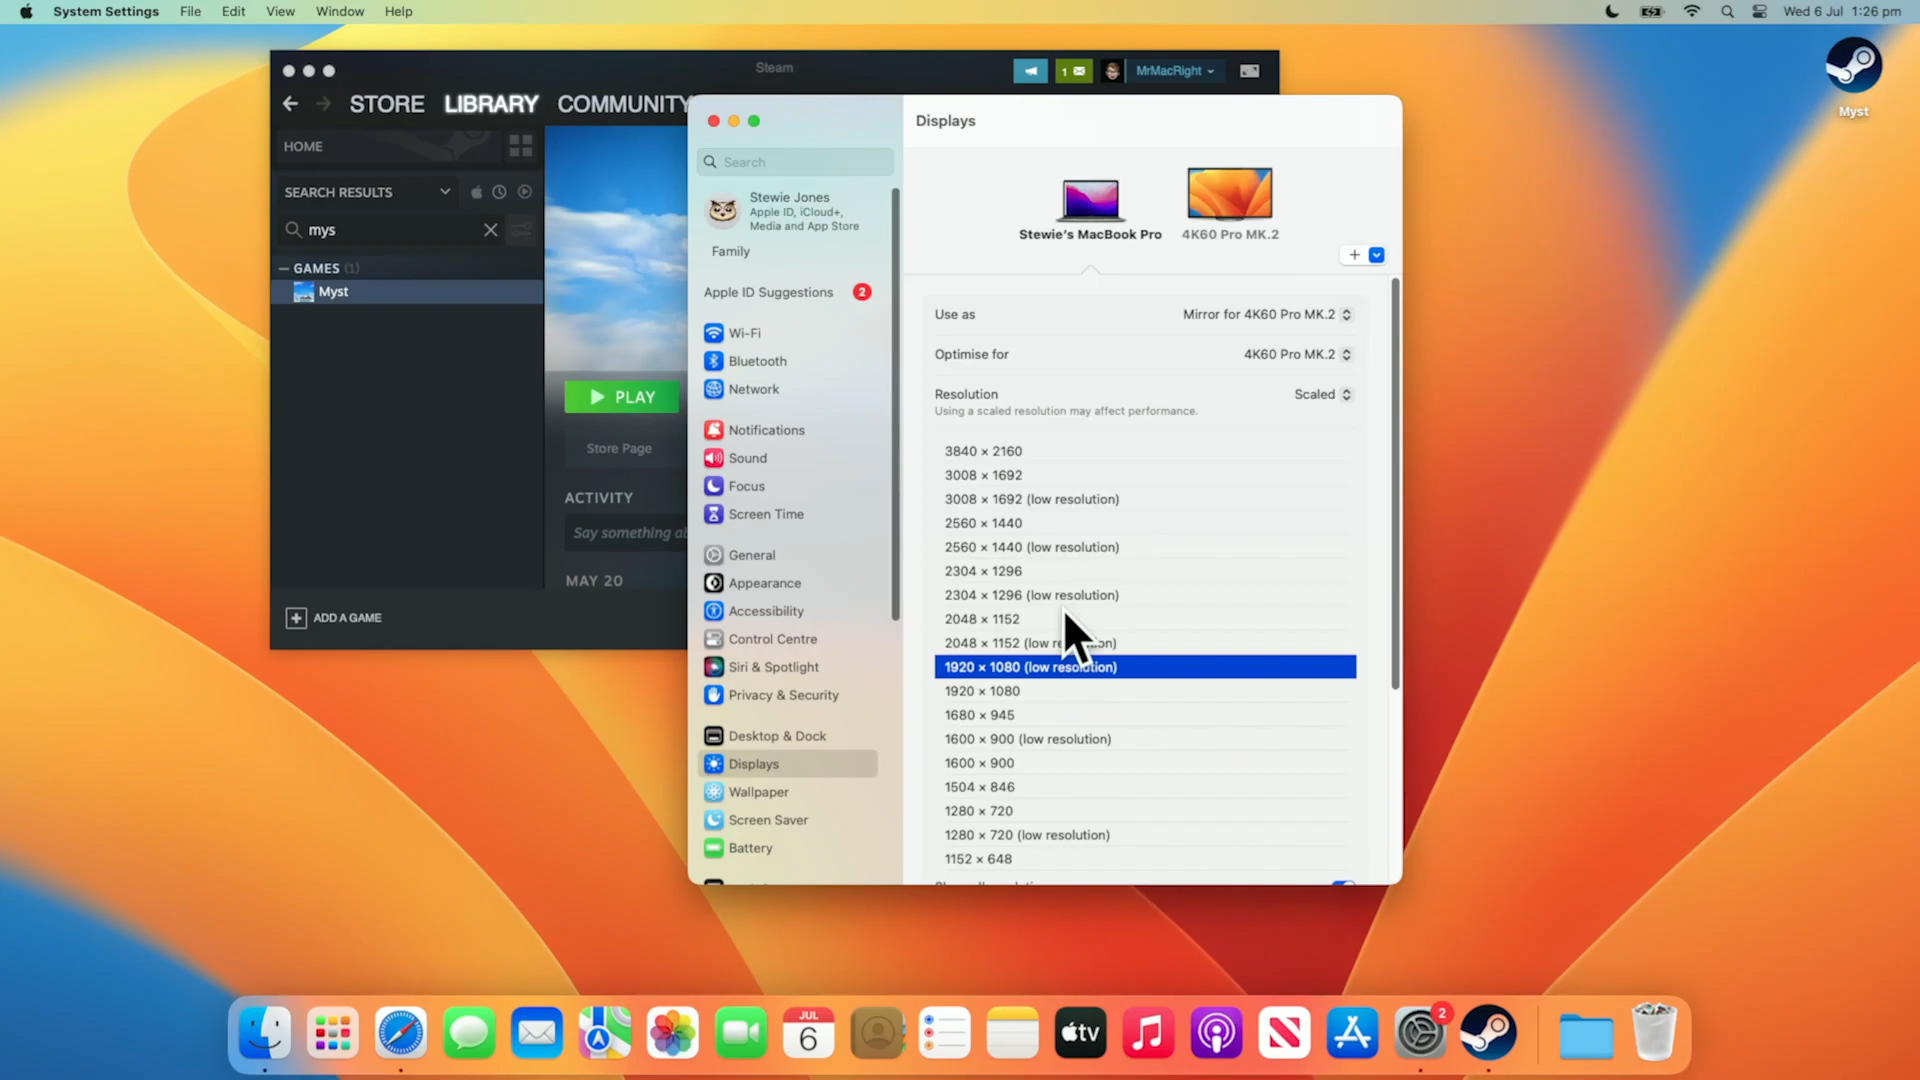 System Settings File Edit View Window Help
Wed 6 Jul 1:26 pm
Myst
Steam
1
MrMacRight
STORE LIBRARY COMMUNITY
HOME
SEARCH RESULTS
mys
GAMES (1)
Myst
PLAY
Store Page
ACTIVITY
Say something ab
MAY 20
ADD A GAME
Search
Stewie Jones
Apple ID, iCloud+,
Media and App Store
Family
Apple ID Suggestions 2
Wi-Fi
Bluetooth
Network
Notifications
Sound
Focus
Screen Time
General
Appearance
Accessibility
Control Centre
Siri & Spotlight
Privacy & Security
Desktop & Dock
Displays
Wallpaper
Screen Saver
Battery
Displays
Stewie's MacBook Pro 4K60 Pro MK.2
Use as Mirror for 4K60 Pro MK.2
Optimise for 4K60 Pro MK.2
Resolution Scaled
Using a scaled resolution may affect performance.
3840 × 2160
3008 × 1692
3008 × 1692 (low resolution)
2560 × 1440
2560 × 1440 (low resolution)
2304 × 1296
2304 × 1296 (low resolution)
2048 × 1152
2048 × 1152 (low resolution)
1920 × 1080 (low resolution)
1920 × 1080
1680 × 945
1600 × 900 (low resolution)
1600 × 900
1504 × 846
1280 × 720
1280 × 720 (low resolution)
1152 × 648
JUL
6
tv
2